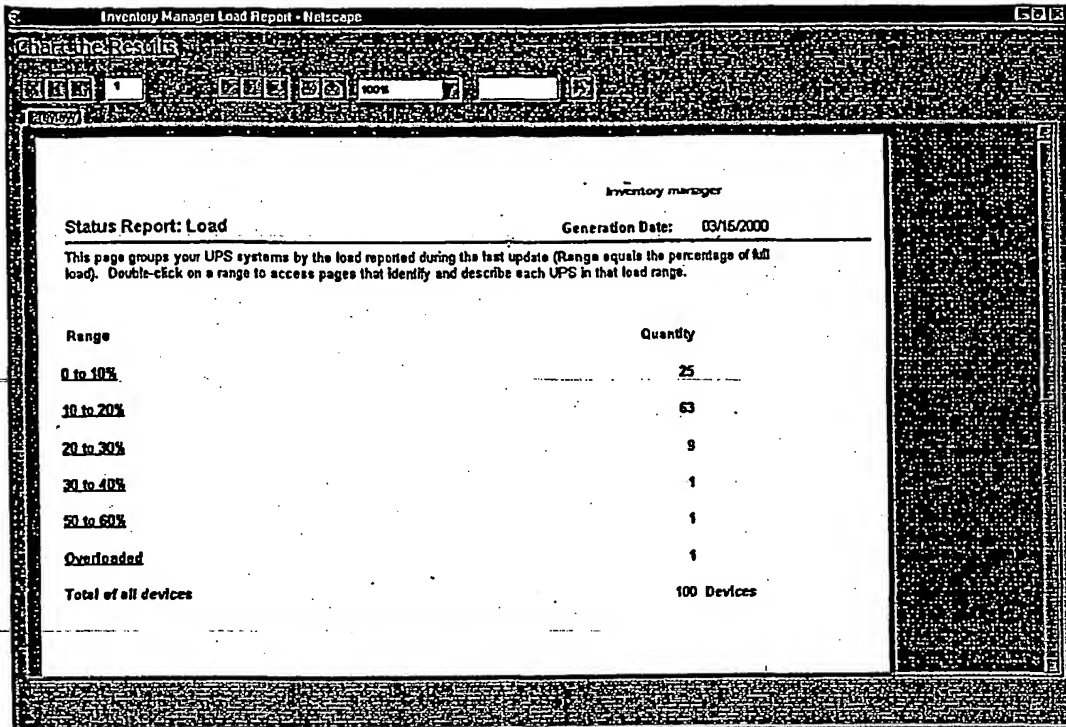 Inventory Manager Load Report - Netscape
Chart the Results
1
100%
Preview
Inventory manager
Status Report: Load
Generation Date: 03/15/2000
This page groups your UPS systems by the load reported during the last update (Range equals the percentage of full
load). Double-click on a range to access pages that identify and describe each UPS in that load range.
Range Quantity
0 to 10% 25
10 to 20% 63
20 to 30% 9
30 to 40% 1
50 to 60% 1
Overloaded 1
Total of all devices 100 Devices